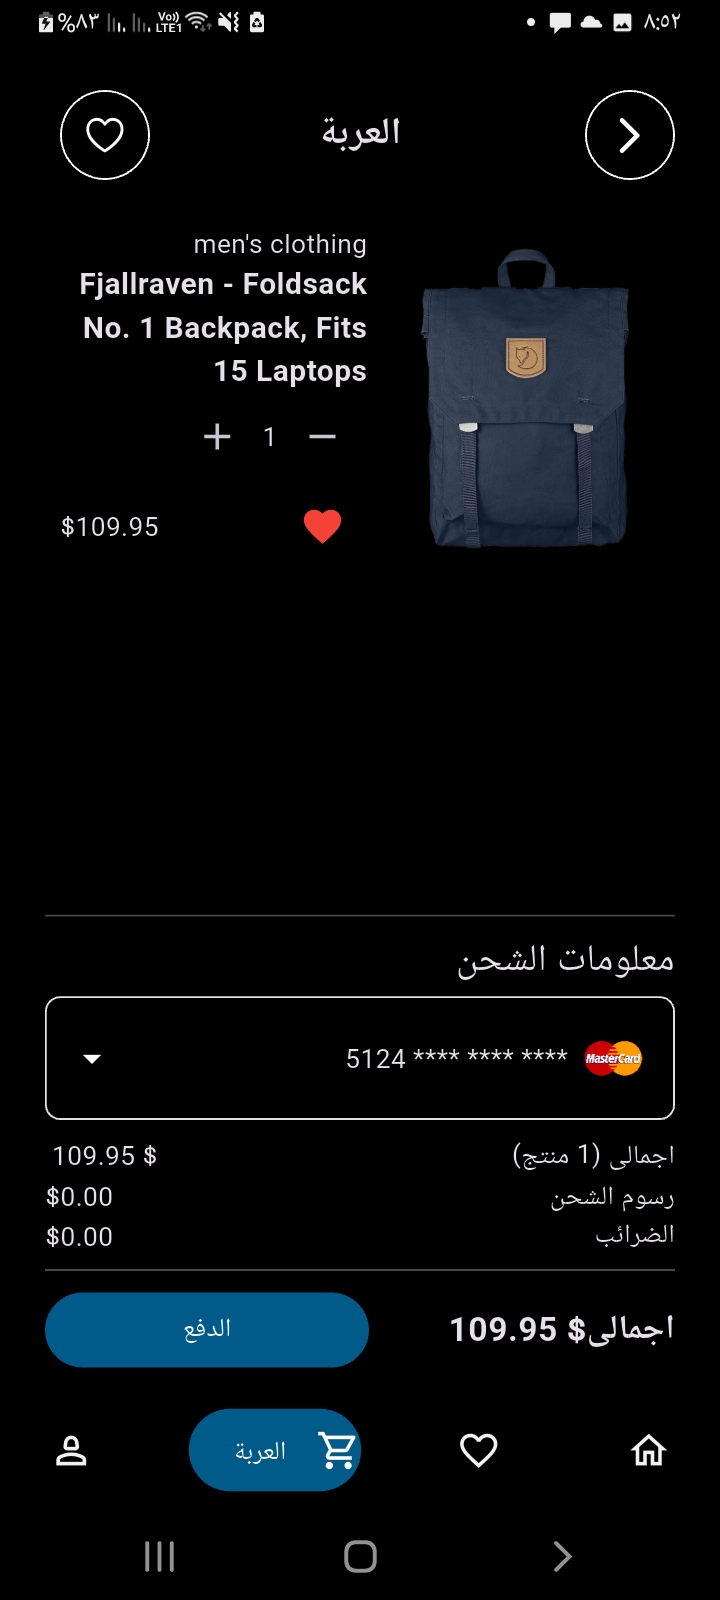 %٨٣ Vo) LTE1 ٨:٥٢
العربة
men's clothing
Fjallraven - Foldsack
No. 1 Backpack, Fits
15 Laptops
+ 1 −
$109.95
معلومات الشحن
5124 **** **** **** MasterCard
اجمالى (1 منتج) 109.95 $
رسوم الشحن $0.00
الضرائب $0.00
اجمالى$ 109.95
الدفع
العربة